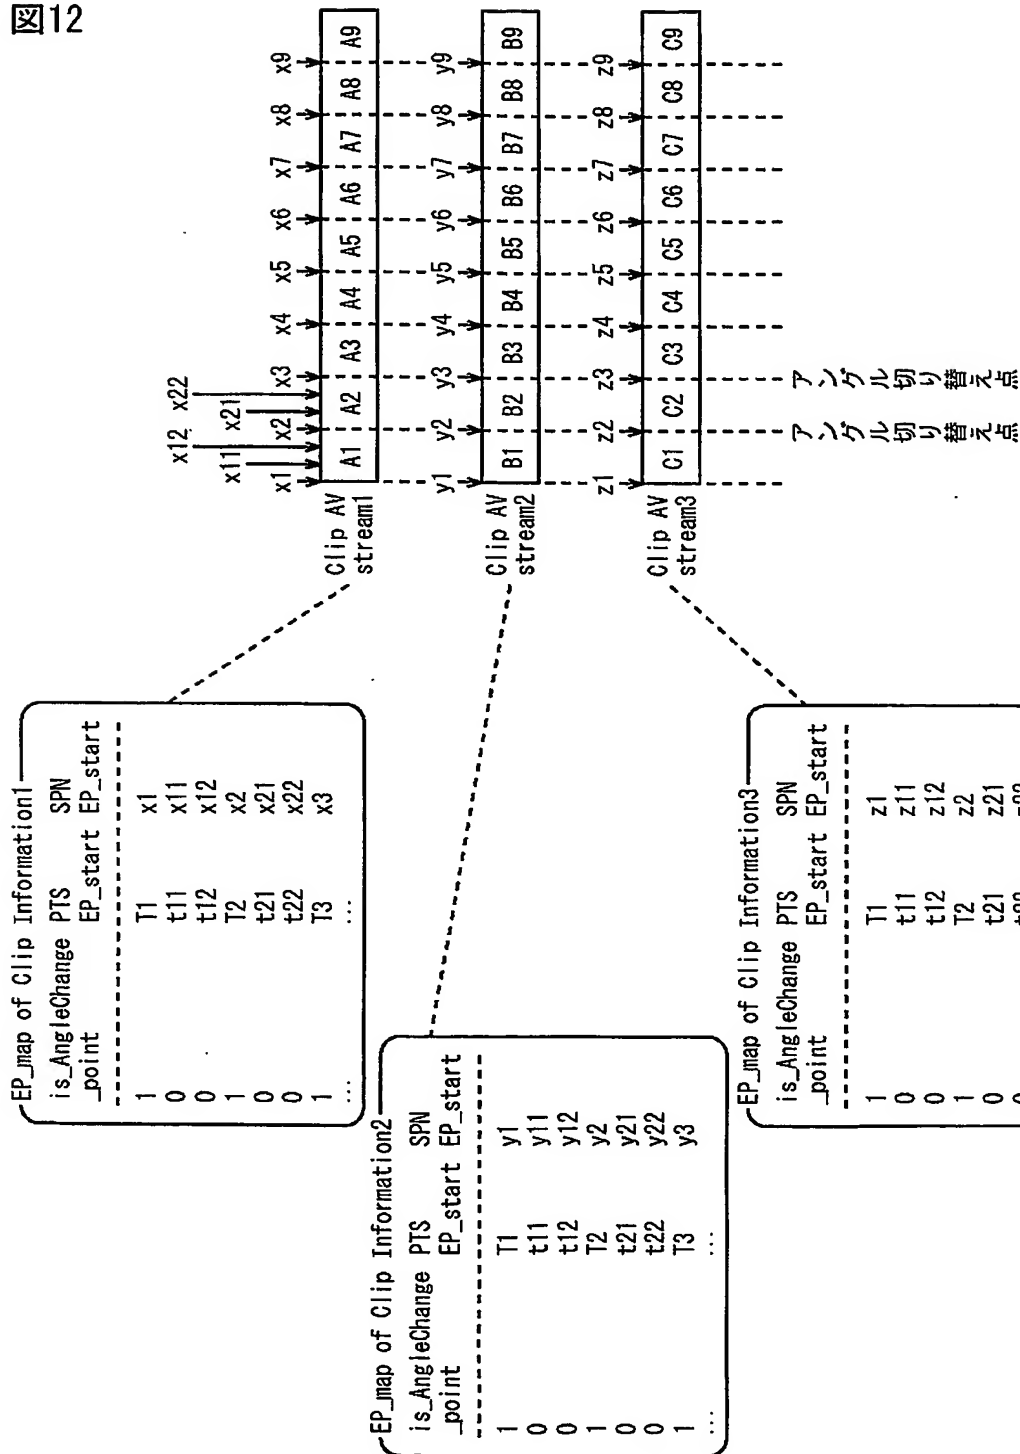 図12
EP_map of Clip Information1
is_AngleChange PTS SPN
_point EP_start EP_start
1 T1 x1
0 t11 x11
0 t12 x12
1 T2 x2
0 t21 x21
0 t22 x22
1 T3 x3
... ...
EP_map of Clip Information2
is_AngleChange PTS SPN
_point EP_start EP_start
1 T1 y1
0 t11 y11
0 t12 y12
1 T2 y2
0 t21 y21
0 t22 y22
1 T3 y3
... ...
EP_map of Clip Information3
is_AngleChange PTS SPN
_point EP_start EP_start
1 T1 z1
0 t11 z11
0 t12 z12
1 T2 z2
0 t21 z21
x12 x22
x11 x21
x1 x2 x3 x4 x5 x6 x7 x8 x9
Clip AV
stream1
A1 A2 A3 A4 A5 A6 A7 A8 A9
y1 y2 y3 y4 y5 y6 y7 y8 y9
Clip AV
stream2
B1 B2 B3 B4 B5 B6 B7 B8 B9
z1 z2 z3 z4 z5 z6 z7 z8 z9
Clip AV
stream3
C1 C2 C3 C4 C5 C6 C7 C8 C9
アングル切り替え点
アングル切り替え点